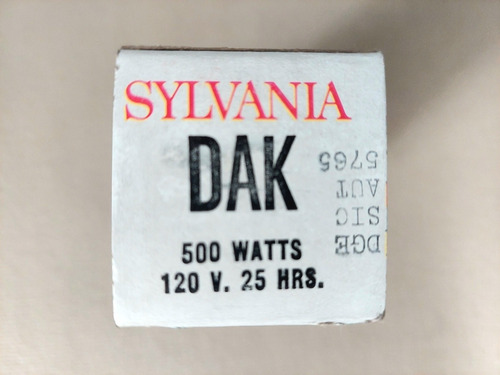 SYLVANIA
DAK
500 WATTS
120 V. 25 HRS.
DGE
SIC
AUT
5765